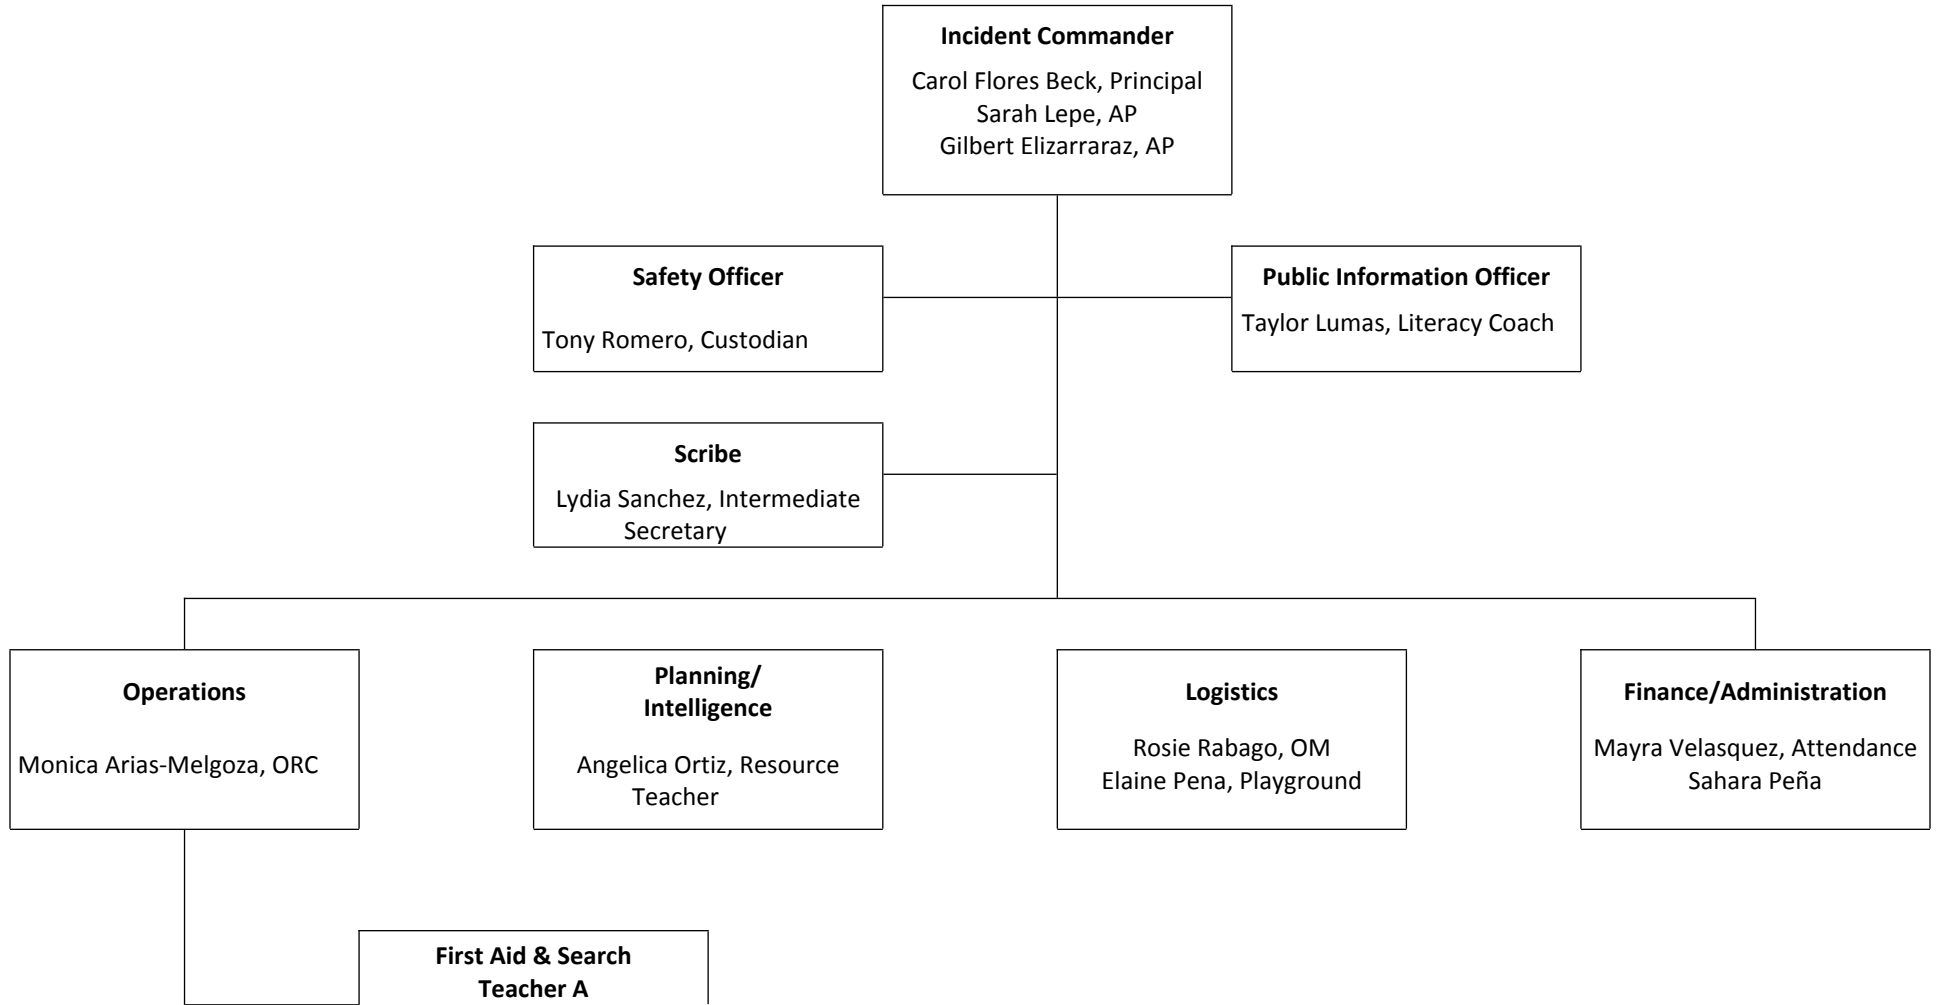 Incident Commander
Carol Flores Beck, Principal
Sarah Lepe, AP
Gilbert Elizarraraz, AP
Safety Officer
Tony Romero, Custodian
Public Information Officer
Taylor Lumas, Literacy Coach
Scribe
Lydia Sanchez, Intermediate
Secretary
Operations
Monica Arias-Melgoza, ORC
Planning/
Intelligence
Angelica Ortiz, Resource
Teacher
Logistics
Rosie Rabago, OM
Elaine Pena, Playground
Finance/Administration
Mayra Velasquez, Attendance
Sahara Peña
First Aid & Search
Teacher A